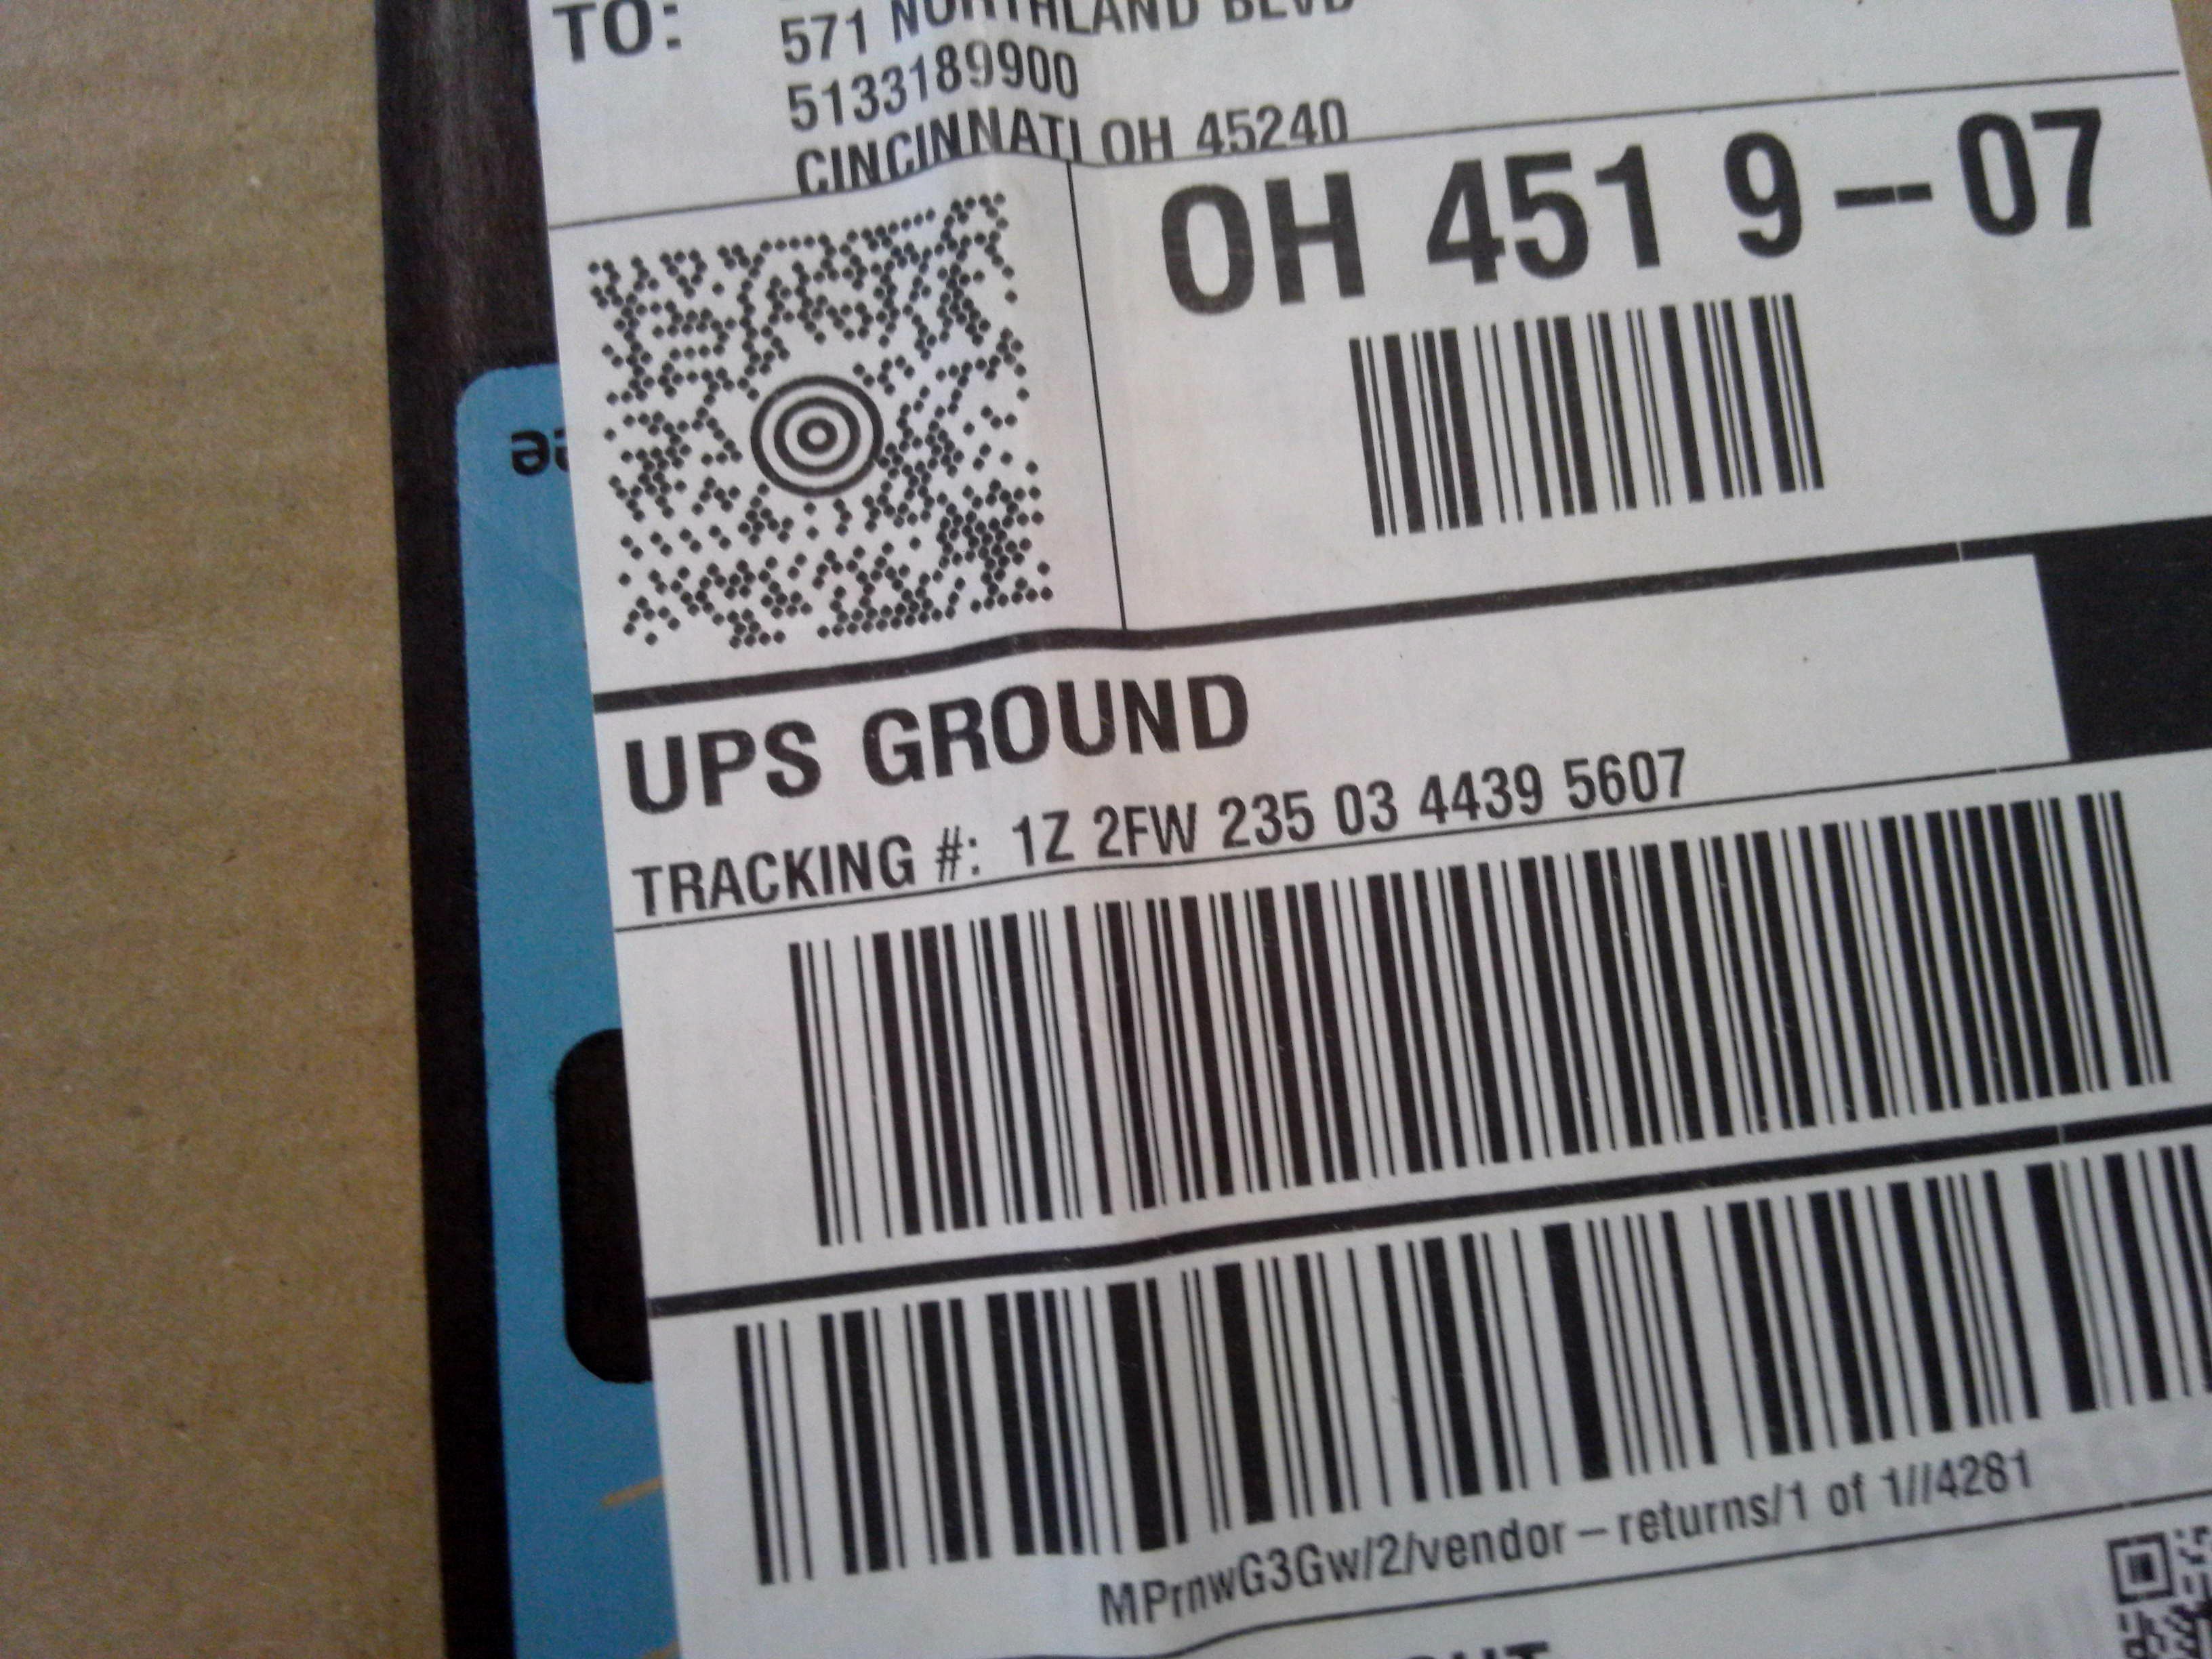 TO:
571 NORTHLAND BLVD
5133189900
CINCINNATI OH 45240
OH 451 9-07
UPS GROUND
TRACKING #: 1Z 2FW 235 03 4439 5607
MPrnwG3Gw/2/vendor-returns/1 of 1//4281